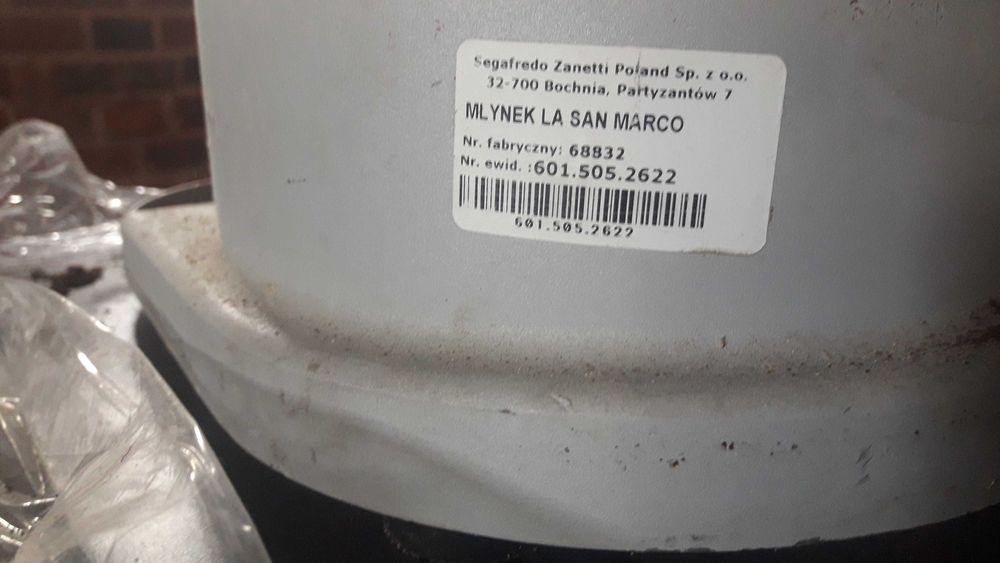 Segafredo Zanetti Poland Sp. z o.o.
32-700 Bochnia, Partyzantów 7
MLYNEK LA SAN MARCO
Nr. fabryczny: 68832
Nr. ewid. :601.505.2622
601.505.2622